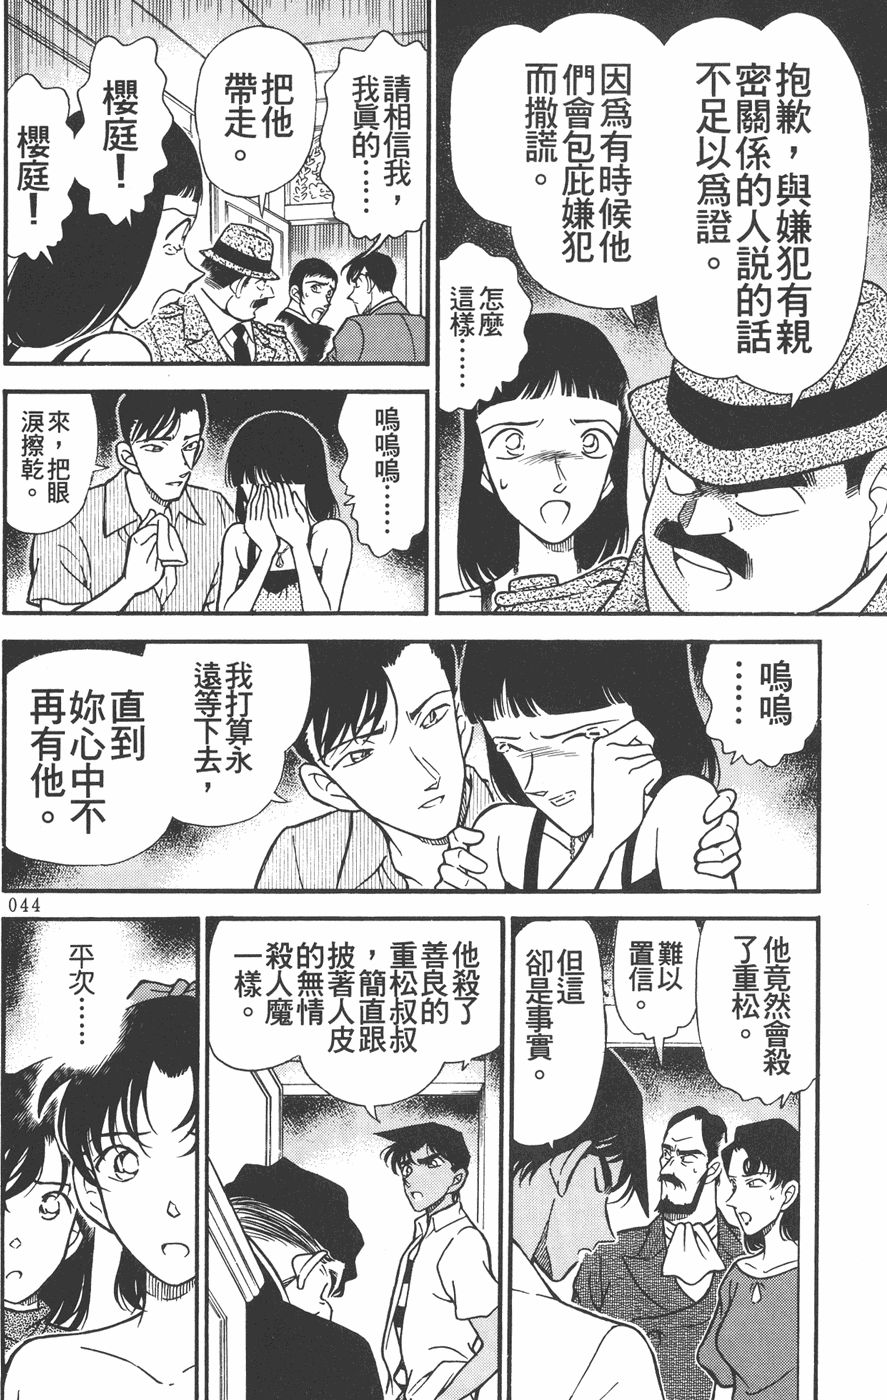 抱歉，與嫌犯有親
密關係的人說的話
不足以爲證。
因爲有時候他
們會包庇嫌犯
而撒謊。
怎麼
這樣……
請相信我，
我眞的……
把他
帶走。
櫻庭！
櫻庭！
嗚嗚嗚……
來，把眼
淚擦乾。
嗚嗚
……
我打算永
遠等下去，
直到
妳心中不
再有他。
044
他竟然會殺
了重松。
難以
置信。
但這
卻是事實。
他殺了
善良的
重松叔叔
，簡直跟
披著人皮
的無情
殺人魔
一樣。
平次……